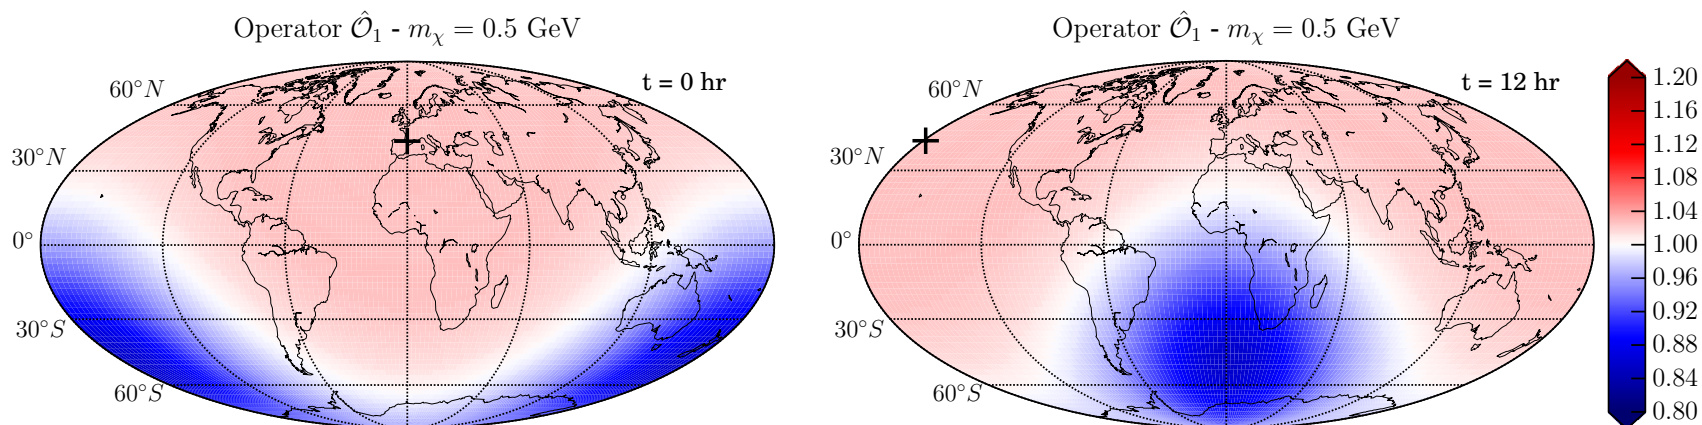 Operator $\hat{\mathcal{O}}_1$ - $m_\chi = 0.5$ GeV
t = 0 hr
60°N
30°N
0°
30°S
60°S
Operator $\hat{\mathcal{O}}_1$ - $m_\chi = 0.5$ GeV
t = 12 hr
60°N
30°N
0°
30°S
60°S
1.20
1.16
1.12
1.08
1.04
1.00
0.96
0.92
0.88
0.84
0.80